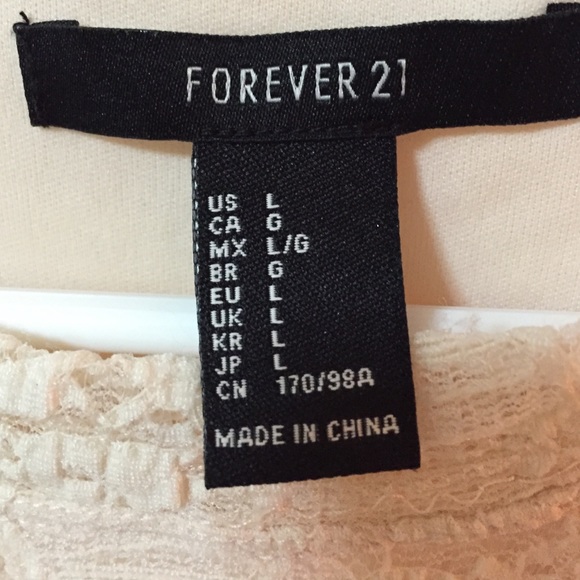 FOREVER 21
US L
CA G
MX L/G
BR G
EU L
UK L
KR L
JP L
CN 170/98A
MADE IN CHINA